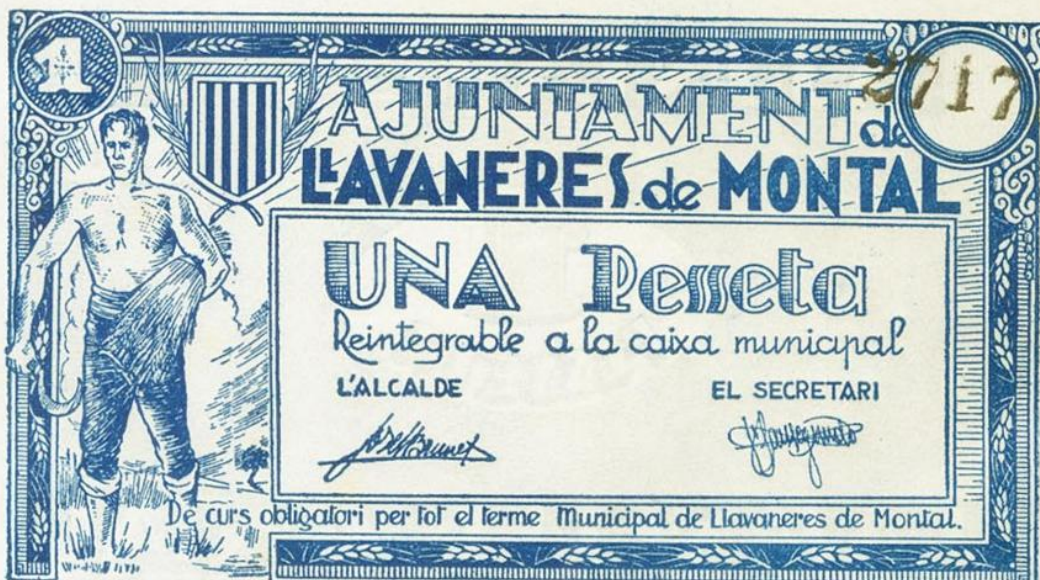 1
2717
AJUNTAMENT de
LLAVANERES de MONTAL
UNA Pesseta
Reintegrable a la caixa municipal
L'ALCALDE EL SECRETARI
De curs obligatori per tot el terme Municipal de Llavaneres de Montal.